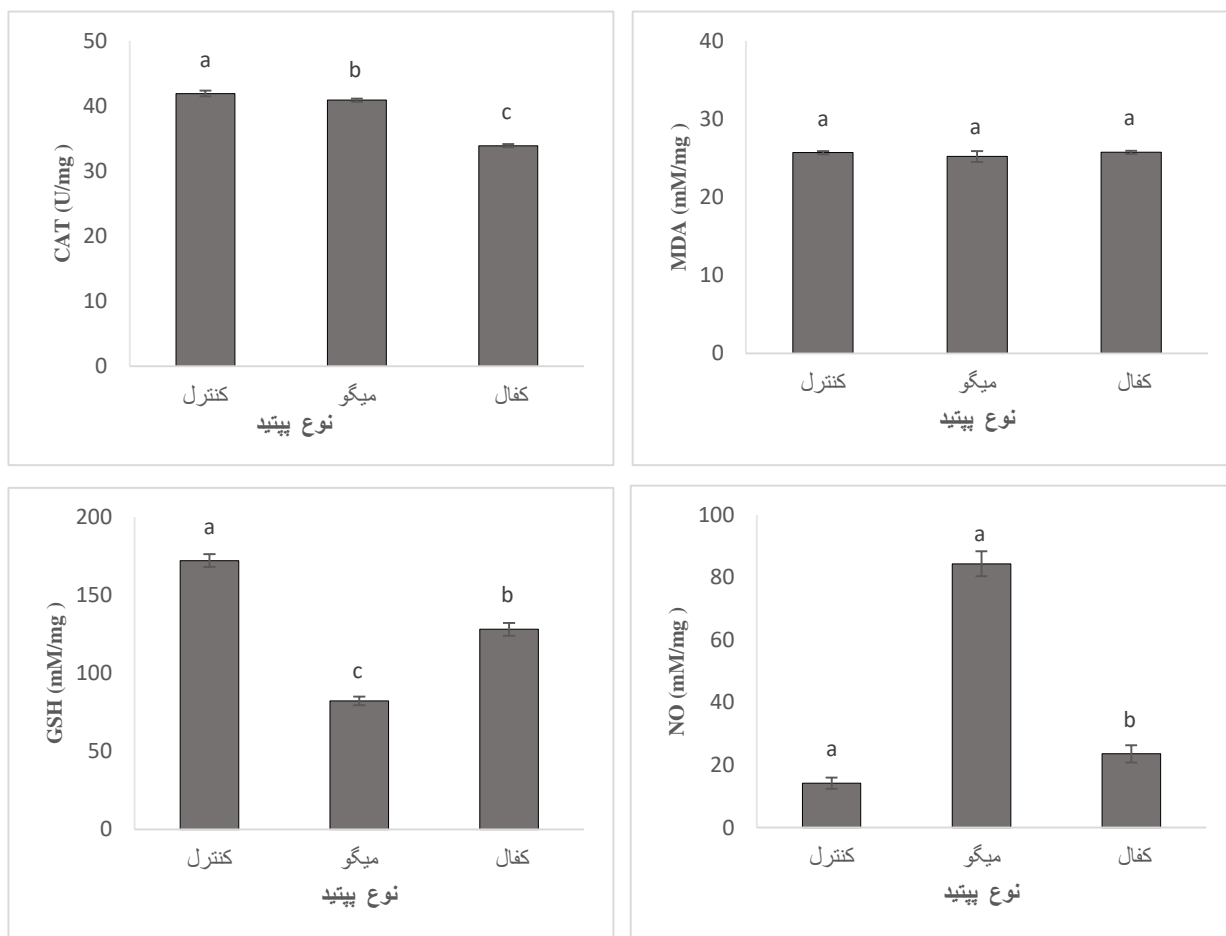 CAT (U/mg)
50
40
30
20
10
0
a
b
c
کنترل میگو کفال
نوع پپتید
MDA (mM/mg )
40
30
20
10
0
a
a
a
کنترل میگو کفال
نوع پپتید
GSH (mM/mg )
200
150
100
50
0
a
c
b
کنترل میگو کفال
نوع پپتید
NO (mM/mg )
100
80
60
40
20
0
a
a
b
کنترل میگو کفال
نوع پپتید